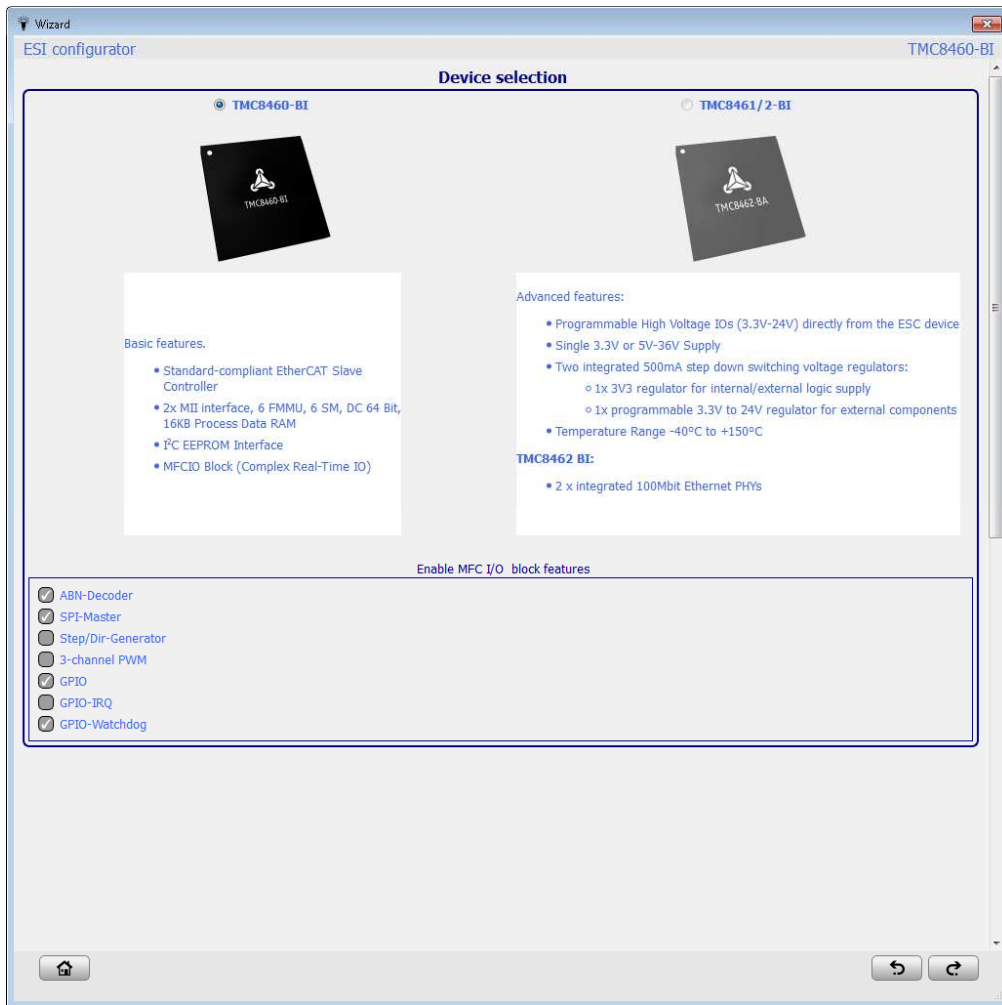 Wizard
ESI configurator
TMC8460-BI
Device selection
TMC8460-BI
TMC8461/2-BI
TMC8460-BI
TMC8462-BA
Basic features.
• Standard-compliant EtherCAT Slave
Controller
• 2x MII interface, 6 FMMU, 6 SM, DC 64 Bit,
16KB Process Data RAM
• I²C EEPROM Interface
• MFCIO Block (Complex Real-Time IO)
Advanced features:
• Programmable High Voltage IOs (3.3V-24V) directly from the ESC device
• Single 3.3V or 5V-36V Supply
• Two integrated 500mA step down switching voltage regulators:
○ 1x 3V3 regulator for internal/external logic supply
○ 1x programmable 3.3V to 24V regulator for external components
• Temperature Range -40ºC to +150ºC
TMC8462 BI:
• 2 x integrated 100Mbit Ethernet PHYs
Enable MFC I/O block features
ABN-Decoder
SPI-Master
Step/Dir-Generator
3-channel PWM
GPIO
GPIO-IRQ
GPIO-Watchdog